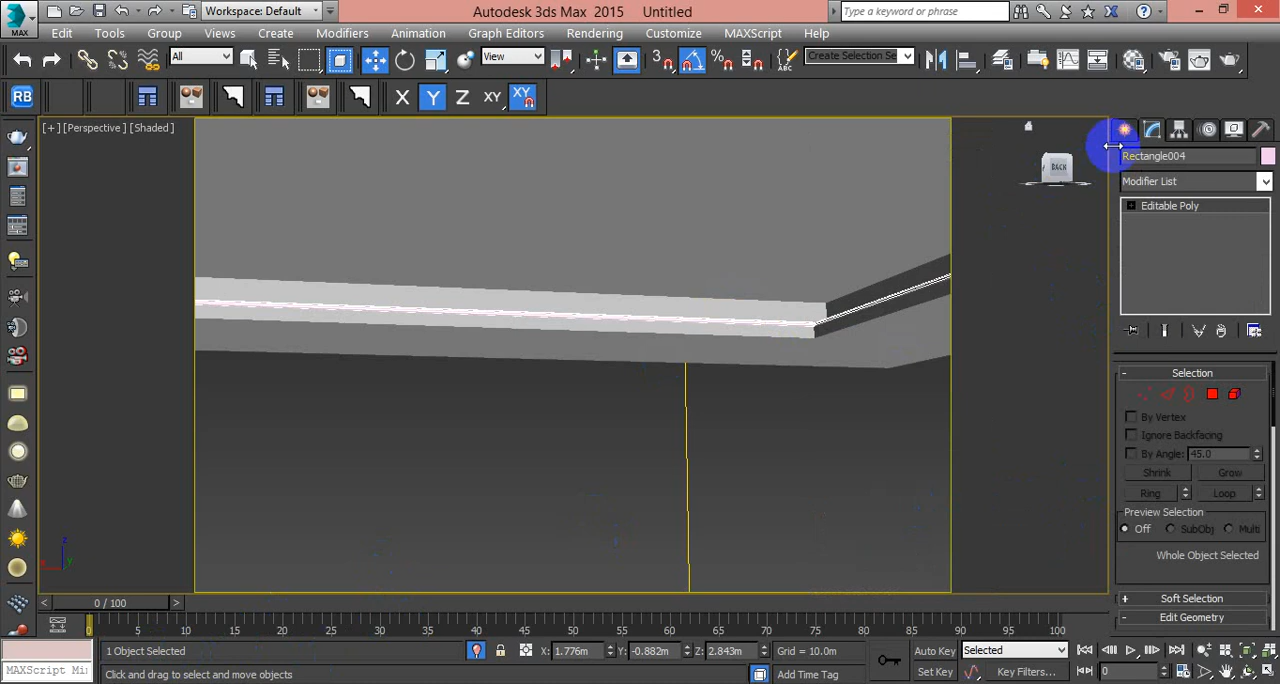 MAX
Workspace: Default
Autodesk 3ds Max 2015 Untitled
Type a keyword or phrase
Edit Tools Group Views Create Modifiers Animation Graph Editors Rendering Customize MAXScript Help
All
View
3
Create Selection Se
RB
X Y Z XY XY
[+] [Perspective] [Shaded]
BACK
Rectangle004
Modifier List
Editable Poly
- Selection
By Vertex
Ignore Backfacing
By Angle: 45.0
Shrink Grow
Ring Loop
Preview Selection
Off SubObj Multi
Whole Object Selected
+ Soft Selection
- Edit Geometry
z
x
y
< 0 / 100 >
0 5 10 15 20 25 30 35 40 45 50 55 60 65 70 75 80 85 90 95 100
1 Object Selected
X: 1.776m Y: -0.882m Z: 2.843m
Grid = 10.0m
Auto Key
Selected
MAXScript Mi
Click and drag to select and move objects
Add Time Tag
Set Key
Key Filters...
0